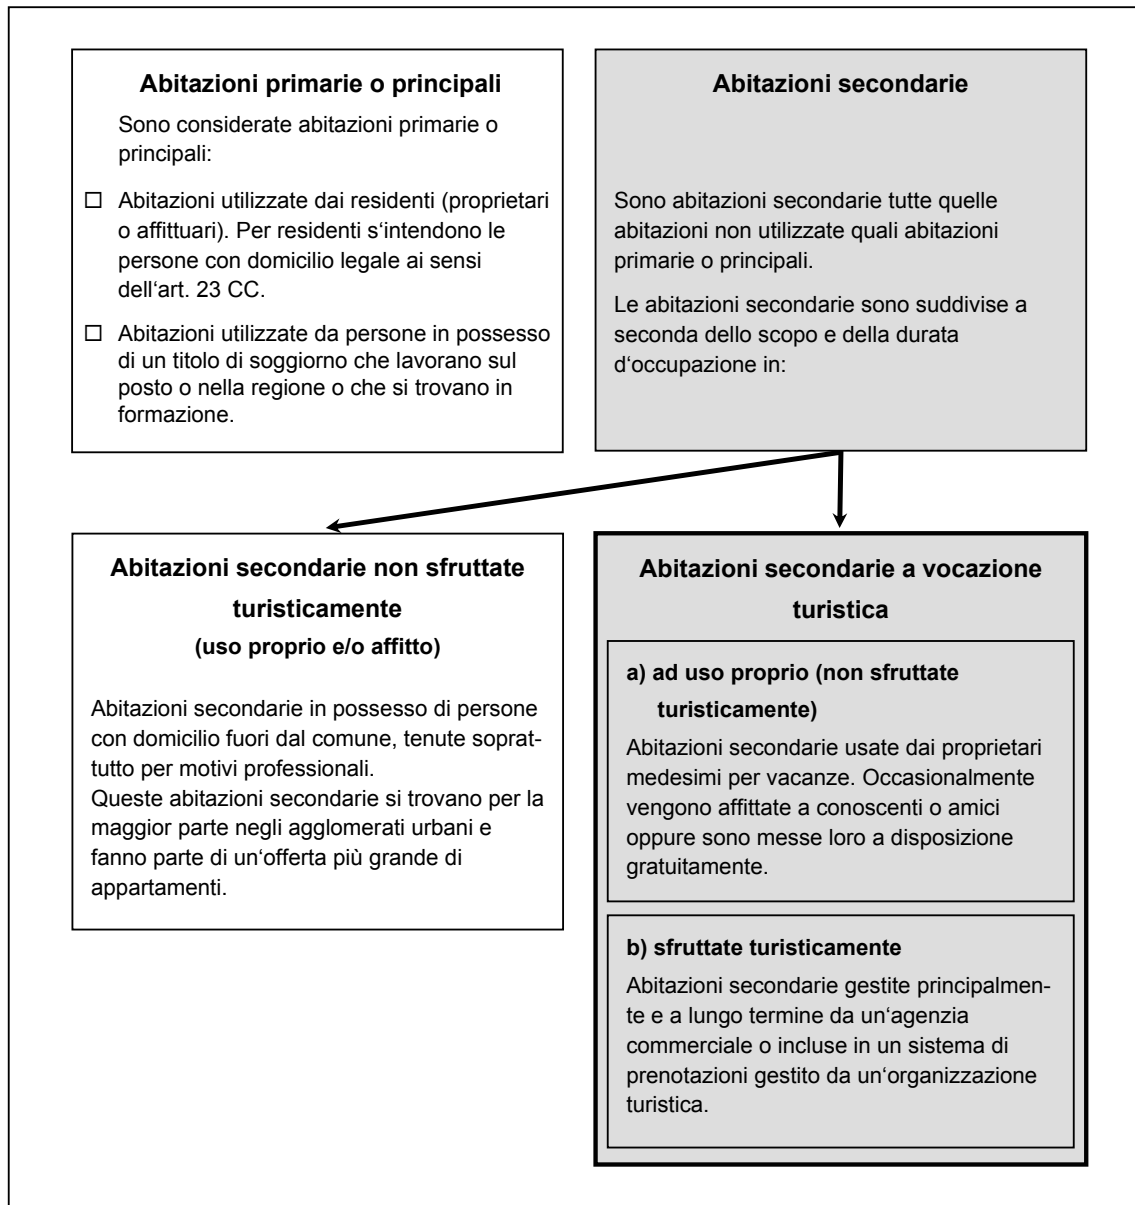 Abitazioni primarie o principali
Sono considerate abitazioni primarie o
principali:
☐ Abitazioni utilizzate dai residenti (proprietari
o affittuari). Per residenti s‘intendono le
persone con domicilio legale ai sensi
dell‘art. 23 CC.
☐ Abitazioni utilizzate da persone in possesso
di un titolo di soggiorno che lavorano sul
posto o nella regione o che si trovano in
formazione.
Abitazioni secondarie
Sono abitazioni secondarie tutte quelle
abitazioni non utilizzate quali abitazioni
primarie o principali.
Le abitazioni secondarie sono suddivise a
seconda dello scopo e della durata
d‘occupazione in:
Abitazioni secondarie non sfruttate
turisticamente
(uso proprio e/o affitto)
Abitazioni secondarie in possesso di persone
con domicilio fuori dal comune, tenute soprat-
tutto per motivi professionali.
Queste abitazioni secondarie si trovano per la
maggior parte negli agglomerati urbani e
fanno parte di un‘offerta più grande di
appartamenti.
Abitazioni secondarie a vocazione
turistica
a) ad uso proprio (non sfruttate
turisticamente)
Abitazioni secondarie usate dai proprietari
medesimi per vacanze. Occasionalmente
vengono affittate a conoscenti o amici
oppure sono messe loro a disposizione
gratuitamente.
b) sfruttate turisticamente
Abitazioni secondarie gestite principalmen-
te e a lungo termine da un‘agenzia
commerciale o incluse in un sistema di
prenotazioni gestito da un‘organizzazione
turistica.